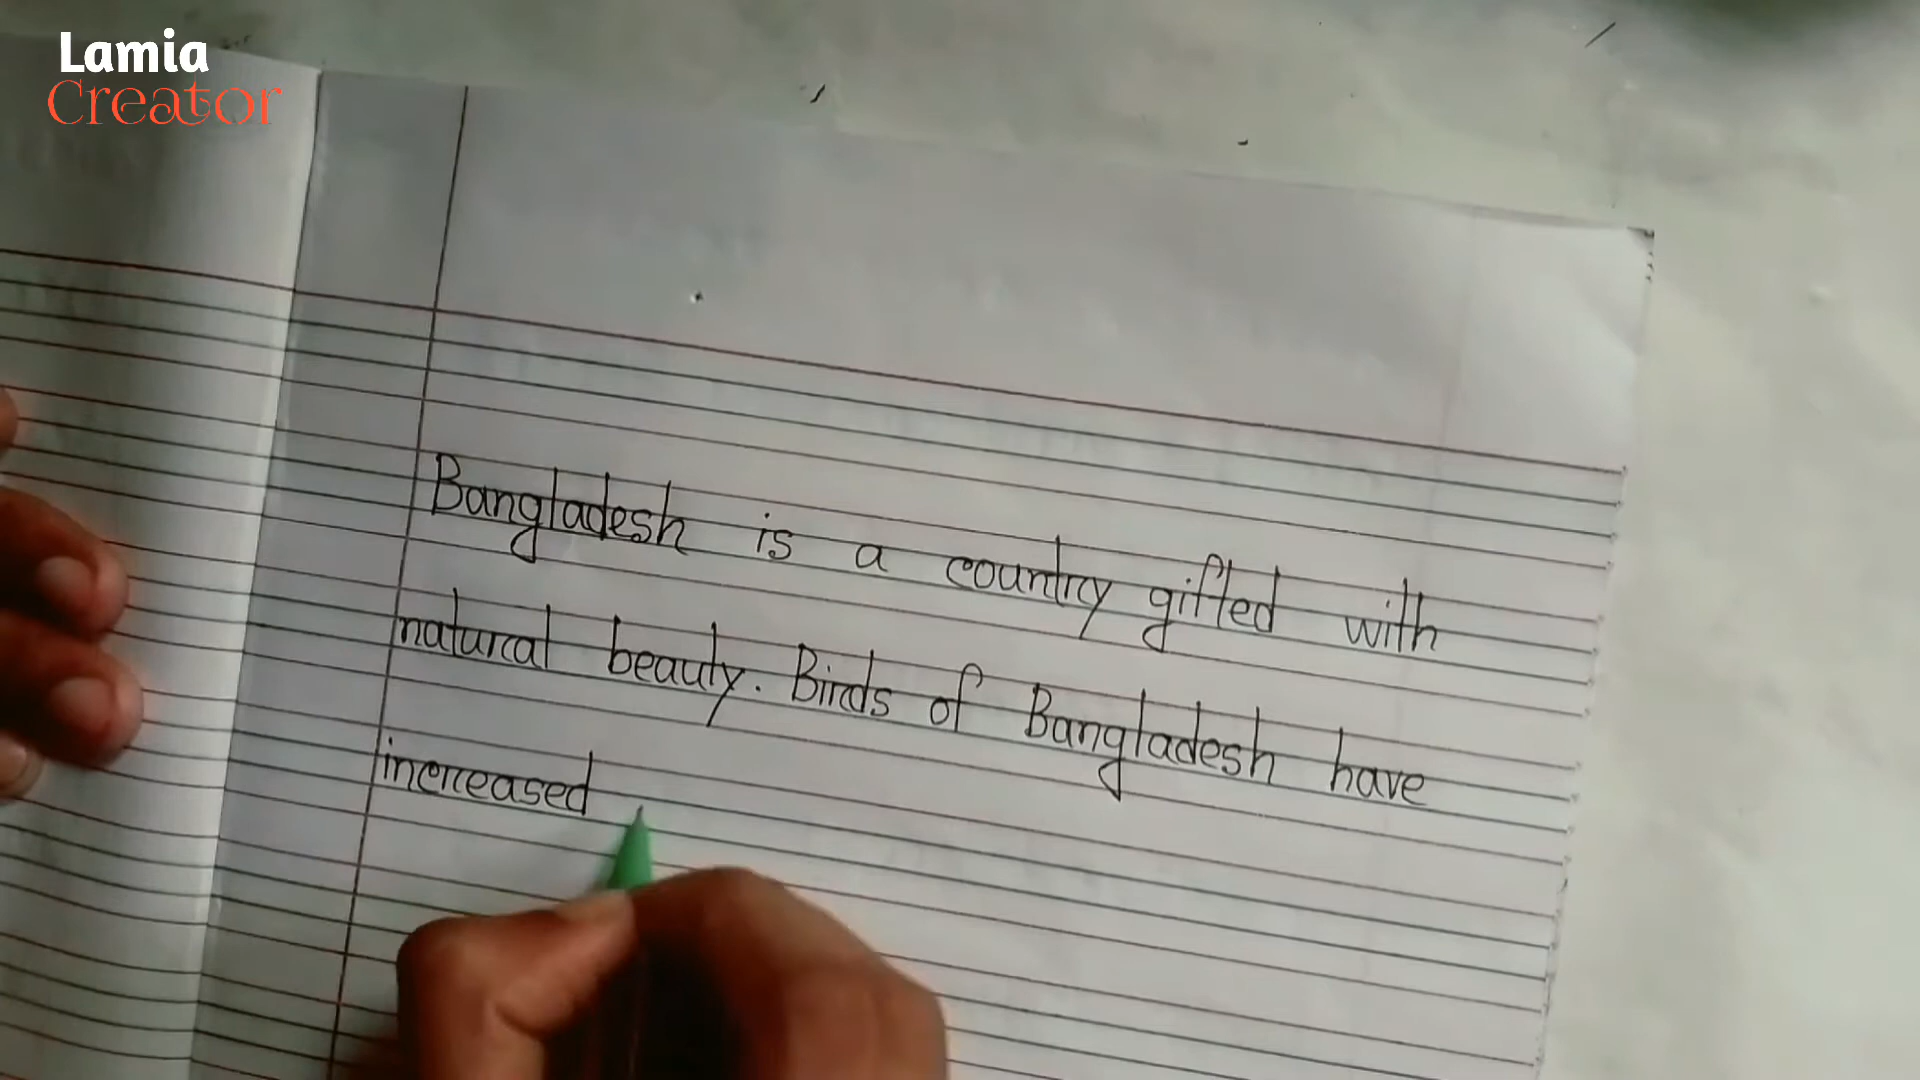 Lamia
Creator
Bangladesh is a country gifted with
natural beauty. Birds of Bangladesh have
increased